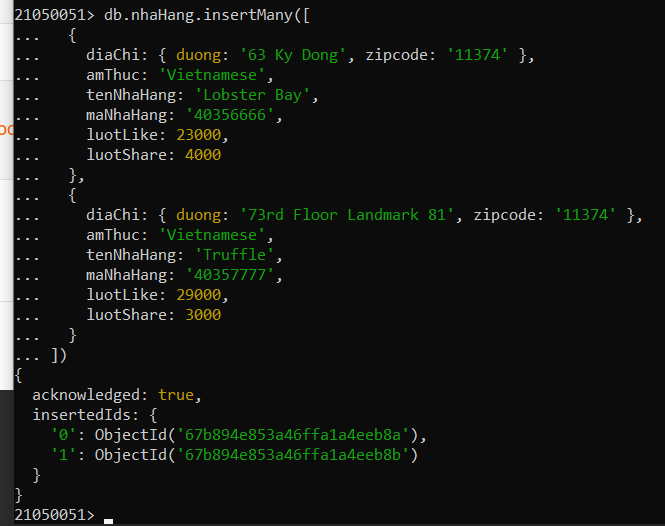 21050051> db.nhaHang.insertMany([
...   {
...     diaChi: { duong: '63 Ky Dong', zipcode: '11374' },
...     amThuc: 'Vietnamese',
...     tenNhaHang: 'Lobster Bay',
...     maNhaHang: '40356666',
...     luotLike: 23000,
...     luotShare: 4000
...   },
...   {
...     diaChi: { duong: '73rd Floor Landmark 81', zipcode: '11374' },
...     amThuc: 'Vietnamese',
...     tenNhaHang: 'Truffle',
...     maNhaHang: '40357777',
...     luotLike: 29000,
...     luotShare: 3000
...   }
... ])
{
  acknowledged: true,
  insertedIds: {
    '0': ObjectId('67b894e853a46ffa1a4eeb8a'),
    '1': ObjectId('67b894e853a46ffa1a4eeb8b')
  }
}
21050051>